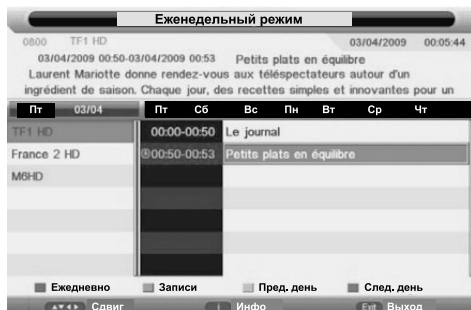 Еженедельный режим
0800 TF1 HD 03/04/2009 00:05:44
03/04/2009 00:50-03/04/2009 00:53 Petits plats en équilibre
Laurent Mariotte donne rendez-vous aux téléspectateurs autour d'un
ingrédient de saison. Chaque jour, des recettes simples et innovantes pour un
Пт 03/04 Пт Сб Вс Пн Вт Ср Чт
TF1 HD 00:00-00:50 Le journal
France 2 HD 00:50-00:53 Petits plats en équilibre
M6HD
Ежедневно Записи Пред. день След. день
Сдвиг i Инфо Exit Выход